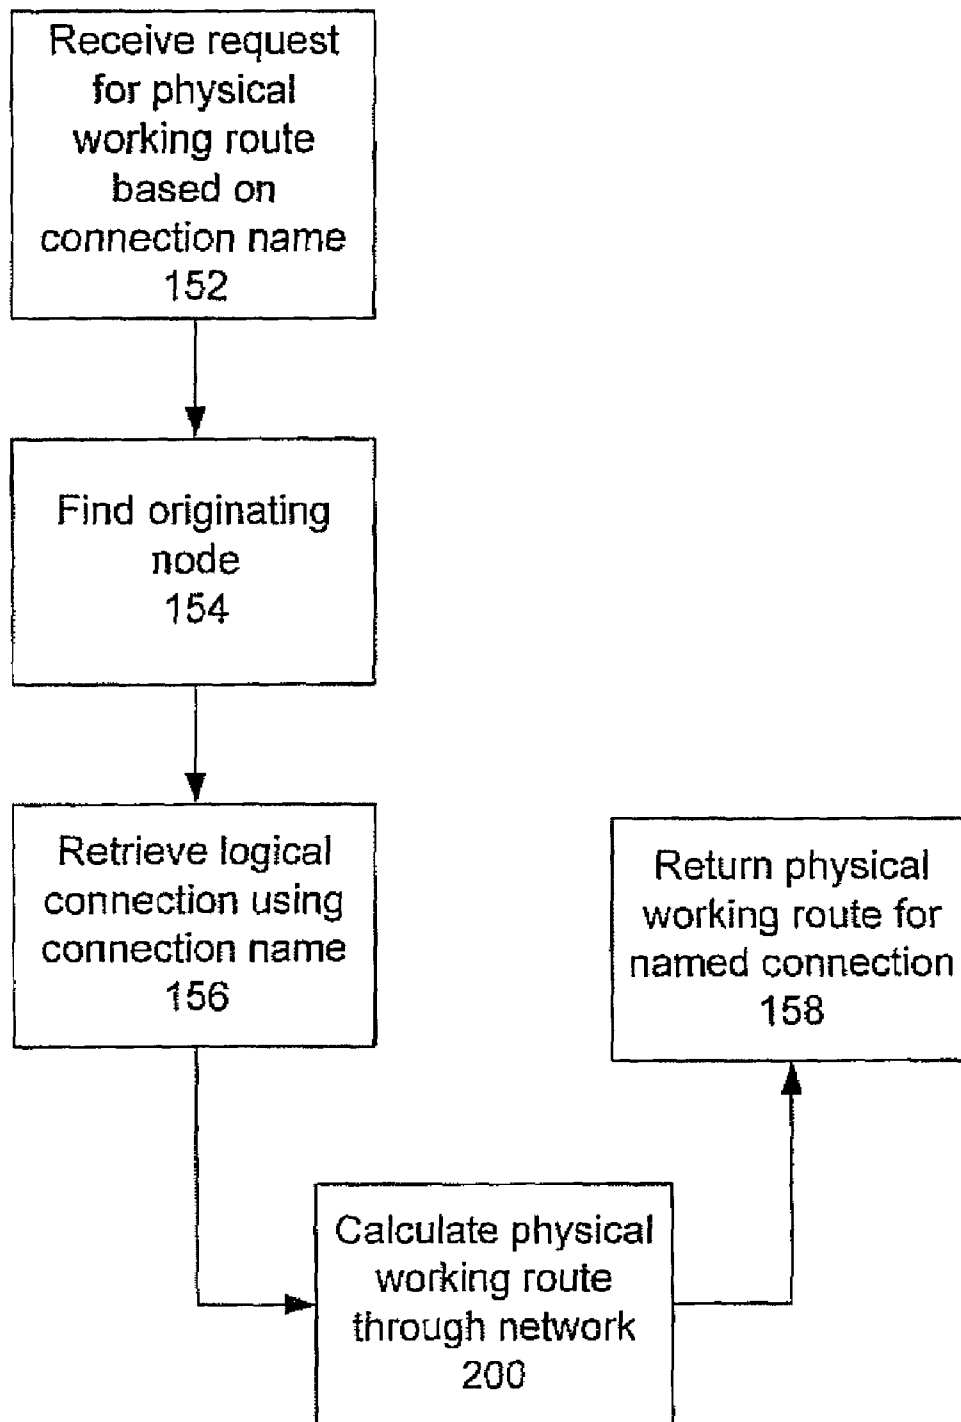 Receive request
for physical
working route
based on
connection name
152
Find originating
node
154
Retrieve logical
connection using
connection name
156
Return physical
working route for
named connection
158
Calculate physical
working route
through network
200